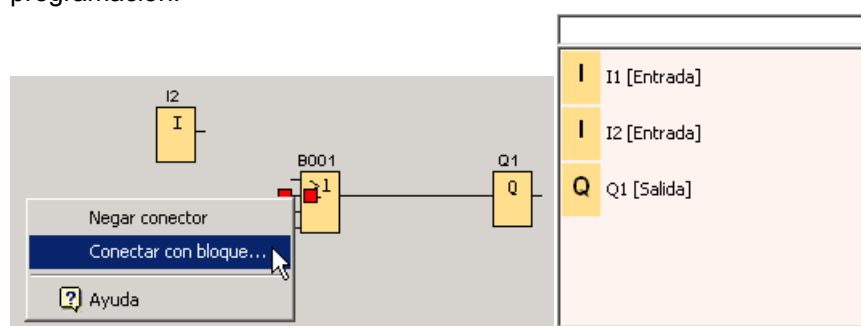 programación.
I2
I
B001
>1
Q1
Q
Negar conector
Conectar con bloque...
Ayuda
I I1 [Entrada]
I I2 [Entrada]
Q Q1 [Salida]